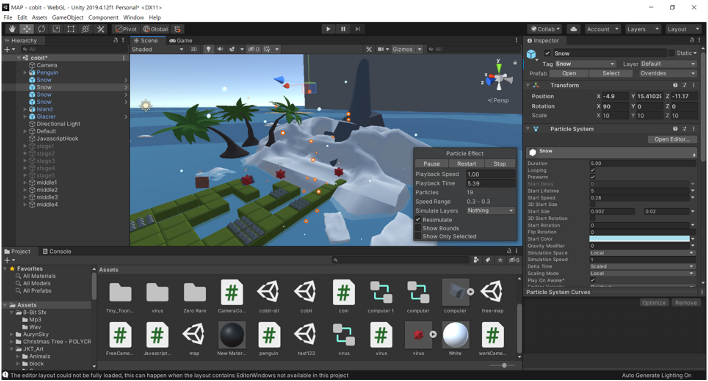 MAP - cobit - WebGL - Unity 2019.4.12f1 Personal* <DX11>
File Edit Assets GameObject Component Window Help
Pivot Global Collab Account Layers Layout
Hierarchy
All
cobit*
Camera
Penguin
Snow
Snow
Snow
Snow
Island
Glacier
Directional Light
Default
JavascriptHook
stage1
stage2
stage3
stage4
stage5
stage6
middle1
middle2
middle3
middle4
Scene Game
Shaded 2D 0 Gizmos All
Persp
Particle Effect
Pause Restart Stop
Playback Speed 1.00
Playback Time 5.39
Particles 19
Speed Range 0.3 - 0.3
Simulate Layers Nothing
Resimulate
Show Bounds
Show Only Selected
Inspector
Snow Static
Tag Snow Layer Default
Prefab Open Select Overrides
Transform
Position X -4.9 Y 15.4102 Z -11.17
Rotation X 90 Y 0 Z 0
Scale X 10 Y 10 Z 10
Particle System
Open Editor...
Snow
Duration 5.00
Looping
Prewarm
Start Delay 0
Start Lifetime 5
Start Speed 0.28
3D Start Size
Start Size 0.002 0.02
3D Start Rotation
Start Rotation 0
Flip Rotation 0
Start Color
Gravity Modifier 0
Simulation Space Local
Simulation Speed 1
Delta Time Scaled
Scaling Mode Local
Play On Awake*
Particle System Curves
Optimize Remove
Project Console
Favorites
All Materials
All Models
All Prefabs
Assets
8-Bit Sfx
Mp3
Wav
AurynSky
Christmas Tree - POLYCR
JKT_Art
Animals
block
Assets
Tiny_Toon... virus Zero Rare CameraCo... cobit-all cobit coin computer 1 computer computer free-map
FreeCame... Javascript... map New Mater... penguin test123 virus virus virus White workCame...
The editor layout could not be fully loaded, this can happen when the layout contains EditorWindows not available in this project
Auto Generate Lighting On